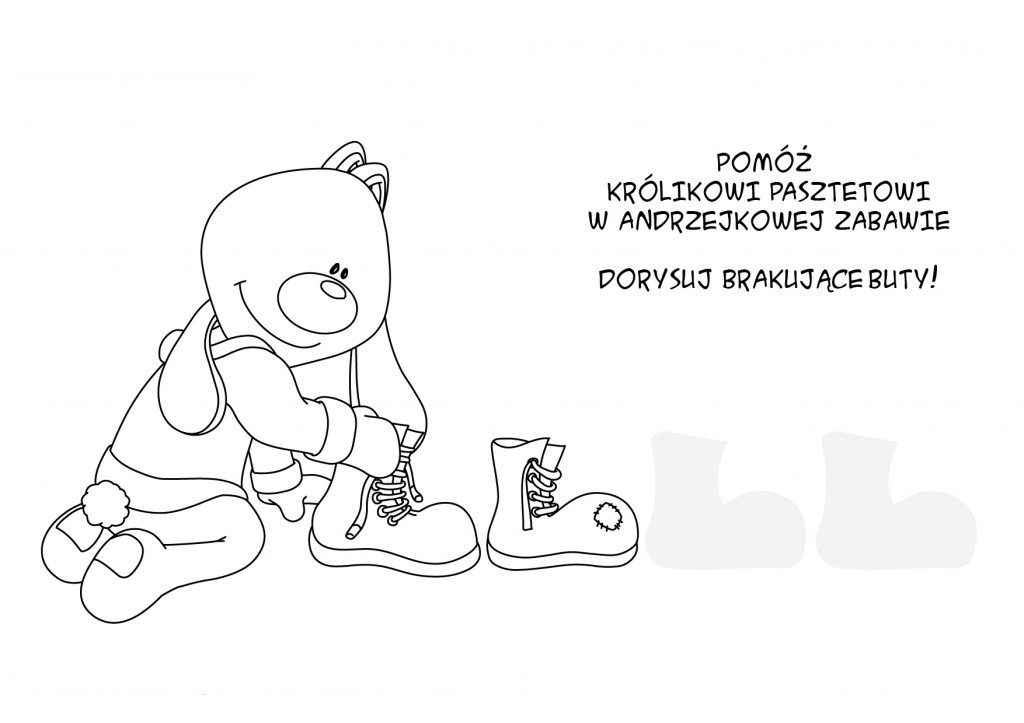 POMÓŻ
KRÓLIKOWI PASZTETOWI
W ANDRZEJKOWEJ ZABAWIE
DORYSUJ BRAKUJĄCE BUTY!